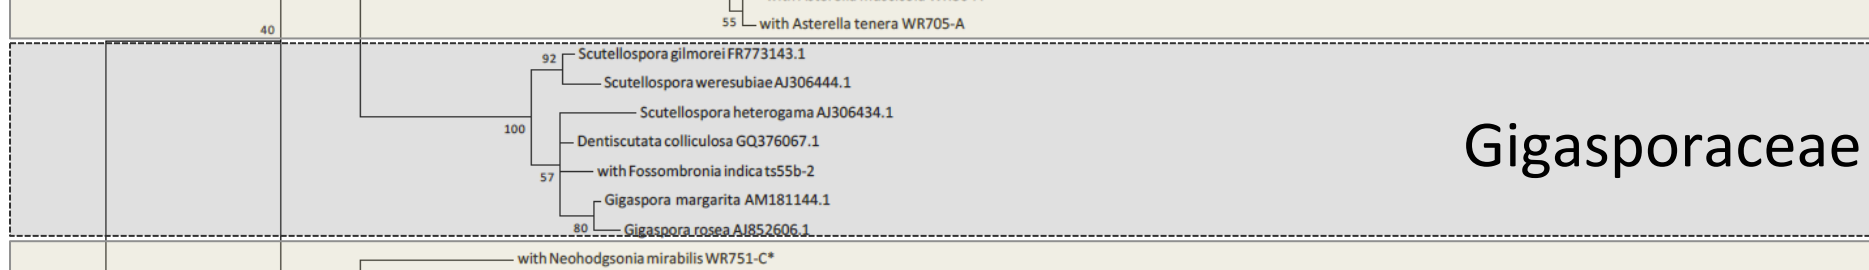 55
with Asterella tenera WR705-A
40
Scutellospora gilmorei FR773143.1
92
Scutellospora weresubiae AJ306444.1
Scutellospora heterogama AJ306434.1
100
Dentiscutata colliculosa GQ376067.1
Gigasporaceae
with Fossombronia indica ts55b-2
57
Gigaspora margarita AM181144.1
80
Gigaspora rosea AJ852606.1
with Neohodgsonia mirabilis WR751-C*